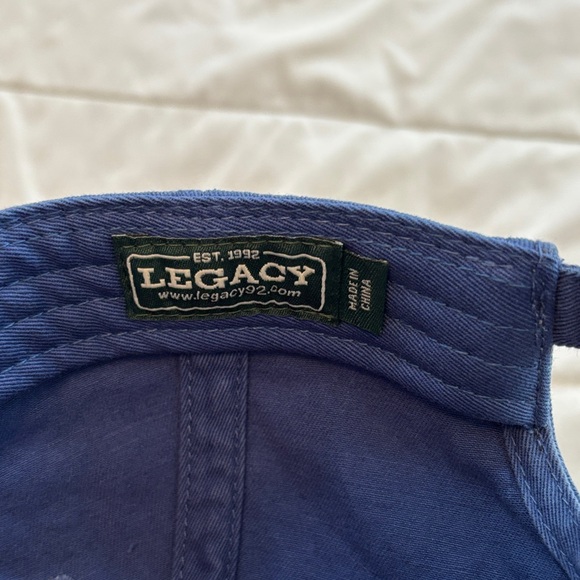 EST. 1992
LEGACY
www.legacy92.com
MADE IN
CHINA